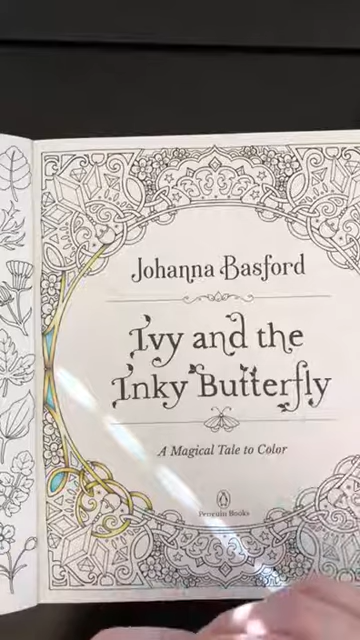 Johanna Basford
Ivy and the
Inky Butterfly
A Magical Tale to Color
Penguin Books